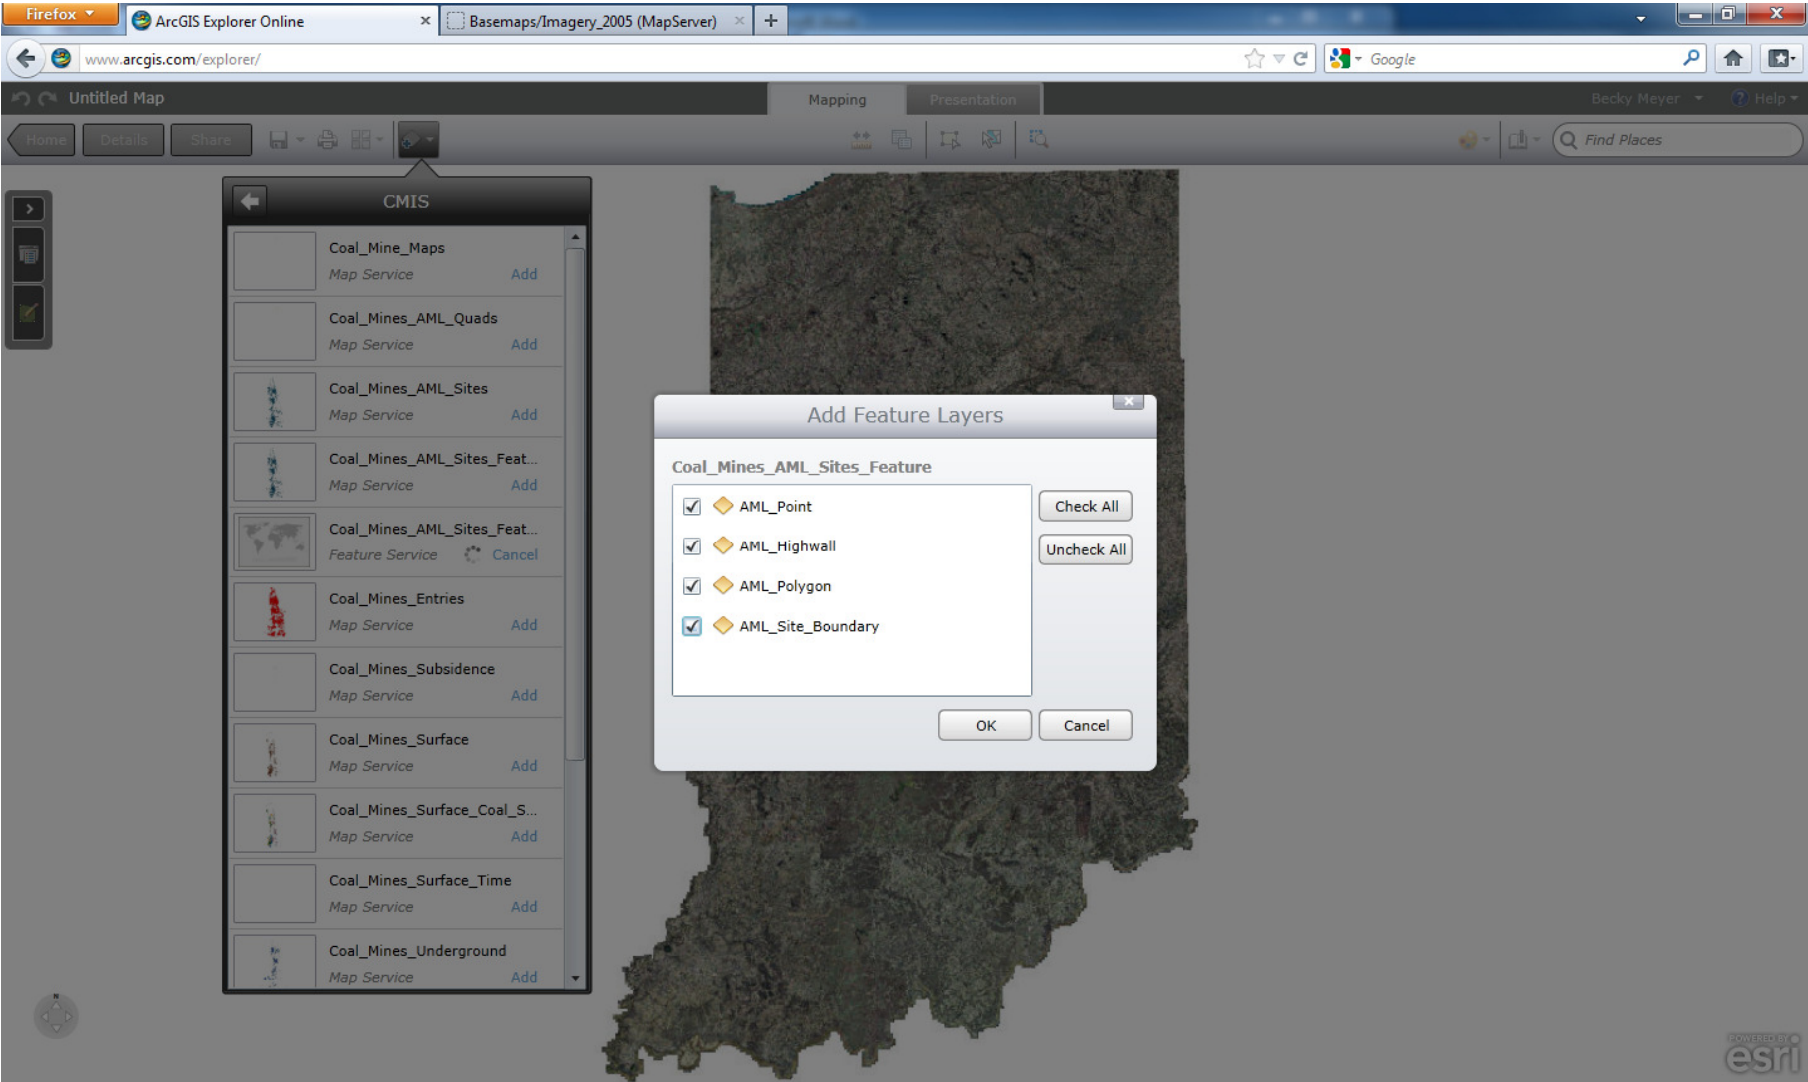 Firefox
ArcGIS Explorer Online
Basemaps/Imagery_2005 (MapServer)
www.arcgis.com/explorer/
Google
Untitled Map
Mapping
Presentation
Becky Meyer
Help
Home
Details
Share
Find Places
CMIS
Coal_Mine_Maps
Map Service Add
Coal_Mines_AML_Quads
Map Service Add
Coal_Mines_AML_Sites
Map Service Add
Coal_Mines_AML_Sites_Feat...
Map Service Add
Coal_Mines_AML_Sites_Feat...
Feature Service Cancel
Coal_Mines_Entries
Map Service Add
Coal_Mines_Subsidence
Map Service Add
Coal_Mines_Surface
Map Service Add
Coal_Mines_Surface_Coal_S...
Map Service Add
Coal_Mines_Surface_Time
Map Service Add
Coal_Mines_Underground
Map Service Add
Add Feature Layers
Coal_Mines_AML_Sites_Feature
AML_Point
AML_Highwall
AML_Polygon
AML_Site_Boundary
Check All
Uncheck All
OK
Cancel
N
POWERED BY
esri